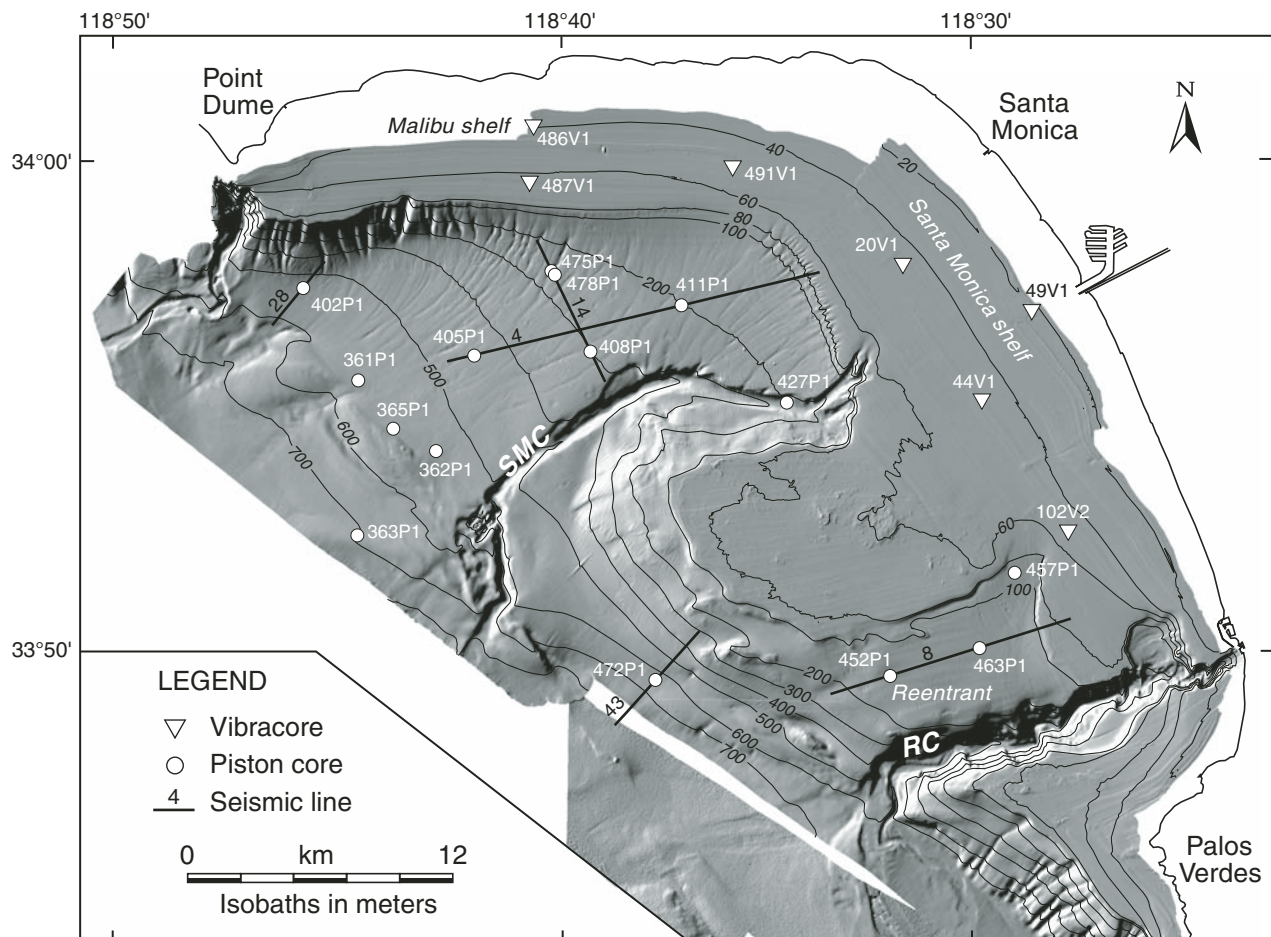 118°50'
118°40'
118°30'
Point
Dume
Santa
Monica
N
Malibu shelf
486V1
40
20
34°00'
491V1
487V1
60
80
100
Santa Monica shelf
20V1
475P1
478P1
200
411P1
49V1
28
402P1
14
405P1
4
408P1
361P1
500
427P1
44V1
365P1
600
362P1
SMC
700
363P1
102V2
60
457P1
100
33°50'
472P1
452P1
8
463P1
200
Reentrant
43
300
400
500
600
700
RC
LEGEND
Vibracore
Piston core
4 Seismic line
0 km 12
Isobaths in meters
Palos
Verdes